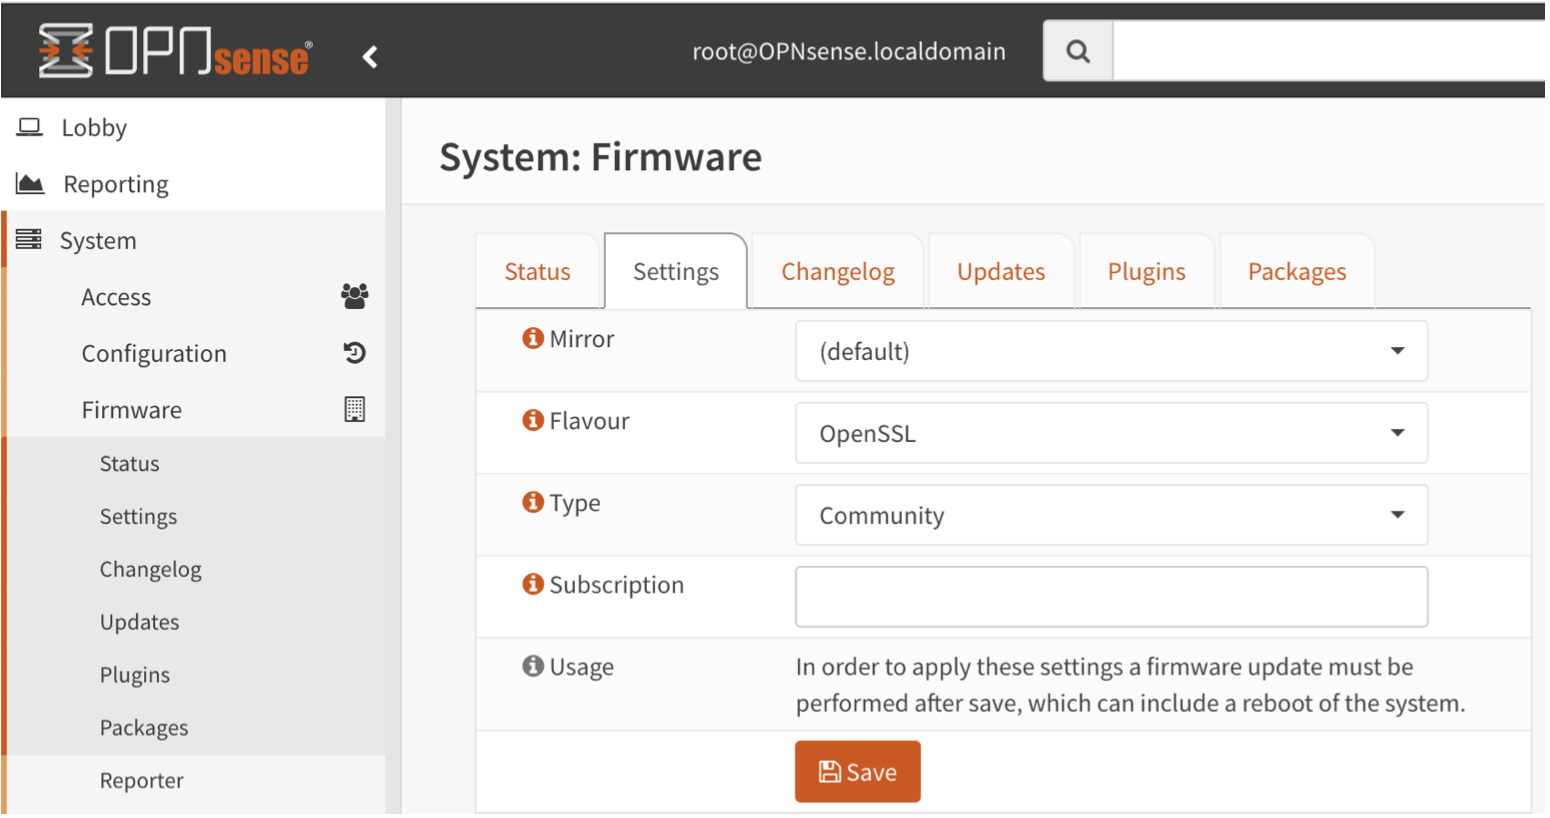 OPNsense®
root@OPNsense.localdomain
Lobby
Reporting
System
Access
Configuration
Firmware
Status
Settings
Changelog
Updates
Plugins
Packages
Reporter
System: Firmware
Status
Settings
Changelog
Updates
Plugins
Packages
Mirror
(default)
Flavour
OpenSSL
Type
Community
Subscription
Usage
In order to apply these settings a firmware update must be
performed after save, which can include a reboot of the system.
Save